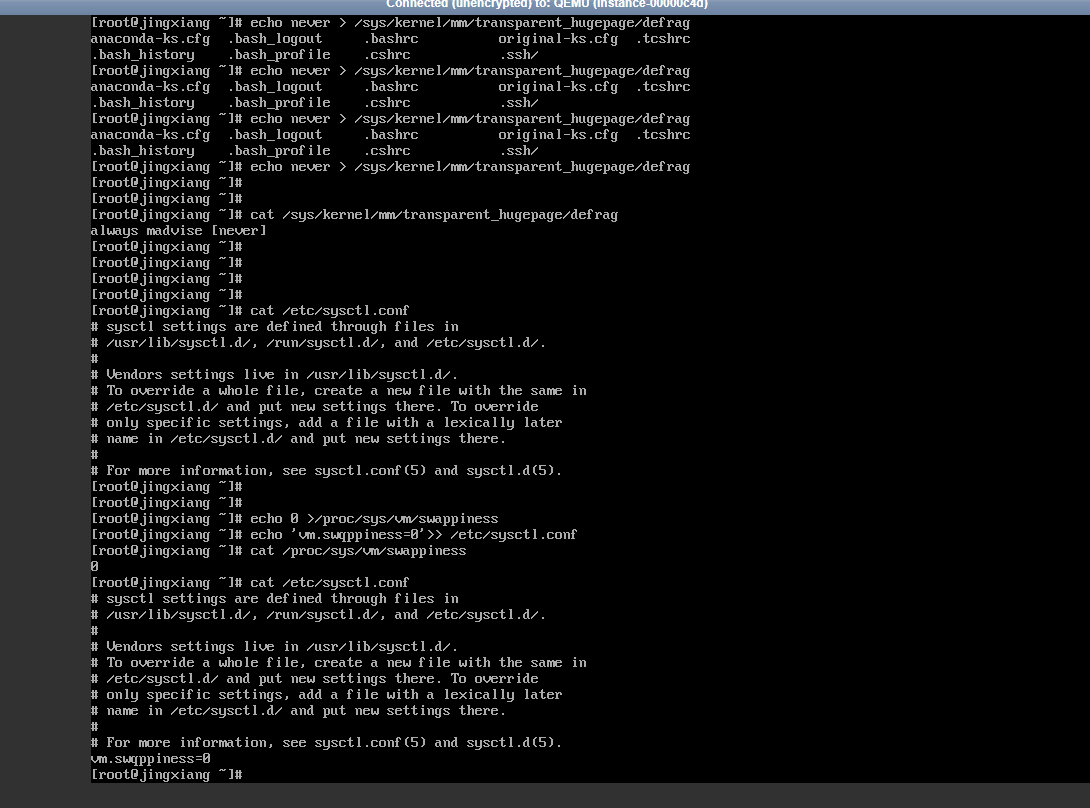 Connected (unencrypted) to: QEMU (instance-00000c4d)
[root@jingxiang ~]# echo never > /sys/kernel/mm/transparent_hugepage/defrag
anaconda-ks.cfg  .bash_logout     .bashrc          original-ks.cfg  .tcshrc
.bash_history    .bash_profile    .cshrc           .ssh/
[root@jingxiang ~]# echo never > /sys/kernel/mm/transparent_hugepage/defrag
anaconda-ks.cfg  .bash_logout     .bashrc          original-ks.cfg  .tcshrc
.bash_history    .bash_profile    .cshrc           .ssh/
[root@jingxiang ~]# echo never > /sys/kernel/mm/transparent_hugepage/defrag
anaconda-ks.cfg  .bash_logout     .bashrc          original-ks.cfg  .tcshrc
.bash_history    .bash_profile    .cshrc           .ssh/
[root@jingxiang ~]# echo never > /sys/kernel/mm/transparent_hugepage/defrag
[root@jingxiang ~]#
[root@jingxiang ~]#
[root@jingxiang ~]# cat /sys/kernel/mm/transparent_hugepage/defrag
always madvise [never]
[root@jingxiang ~]#
[root@jingxiang ~]#
[root@jingxiang ~]#
[root@jingxiang ~]#
[root@jingxiang ~]# cat /etc/sysctl.conf
# sysctl settings are defined through files in
# /usr/lib/sysctl.d/, /run/sysctl.d/, and /etc/sysctl.d/.
#
# Vendors settings live in /usr/lib/sysctl.d/.
# To override a whole file, create a new file with the same in
# /etc/sysctl.d/ and put new settings there. To override
# only specific settings, add a file with a lexically later
# name in /etc/sysctl.d/ and put new settings there.
#
# For more information, see sysctl.conf(5) and sysctl.d(5).
[root@jingxiang ~]#
[root@jingxiang ~]#
[root@jingxiang ~]# echo 0 >/proc/sys/vm/swappiness
[root@jingxiang ~]# echo 'vm.swqppiness=0'>> /etc/sysctl.conf
[root@jingxiang ~]# cat /proc/sys/vm/swappiness
0
[root@jingxiang ~]# cat /etc/sysctl.conf
# sysctl settings are defined through files in
# /usr/lib/sysctl.d/, /run/sysctl.d/, and /etc/sysctl.d/.
#
# Vendors settings live in /usr/lib/sysctl.d/.
# To override a whole file, create a new file with the same in
# /etc/sysctl.d/ and put new settings there. To override
# only specific settings, add a file with a lexically later
# name in /etc/sysctl.d/ and put new settings there.
#
# For more information, see sysctl.conf(5) and sysctl.d(5).
vm.swqppiness=0
[root@jingxiang ~]#